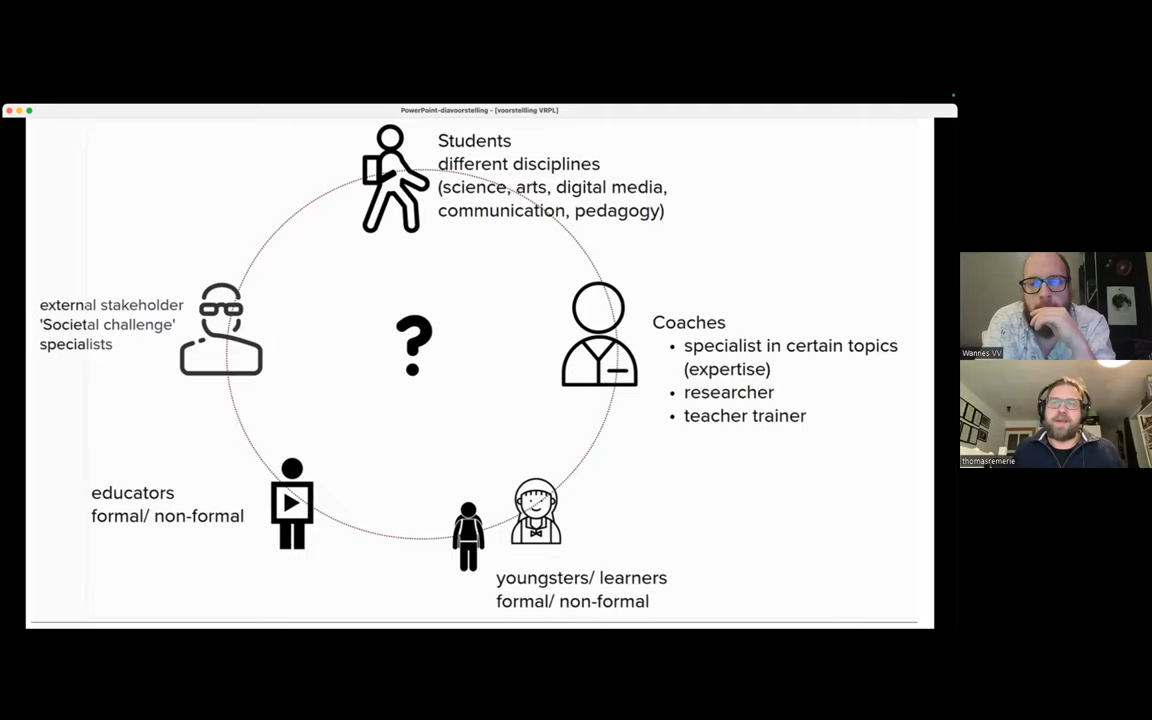 PowerPoint-diavoorstelling - [voorstelling VRPL]
Students
different disciplines
(science, arts, digital media,
communication, pedagogy)
external stakeholder
'Societal challenge'
specialists
?
Coaches
• specialist in certain topics
(expertise)
• researcher
• teacher trainer
educators
formal/ non-formal
youngsters/ learners
formal/ non-formal
Wannes VV
thomasremerie